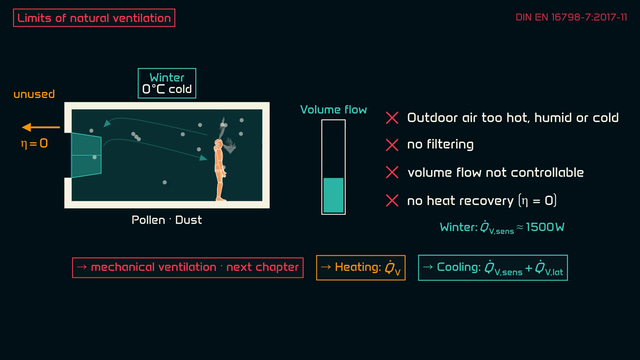 Limits of natural ventilation
DIN EN 16798-7:2017-11
Winter
0°C cold
unused
η = 0
Pollen · Dust
Volume flow
Outdoor air too hot, humid or cold
no filtering
volume flow not controllable
no heat recovery (η = 0)
Winter: Q̇V,sens ≈ 1500 W
→ mechanical ventilation · next chapter
→ Heating: Q̇V
→ Cooling: Q̇V,sens + Q̇V,lat